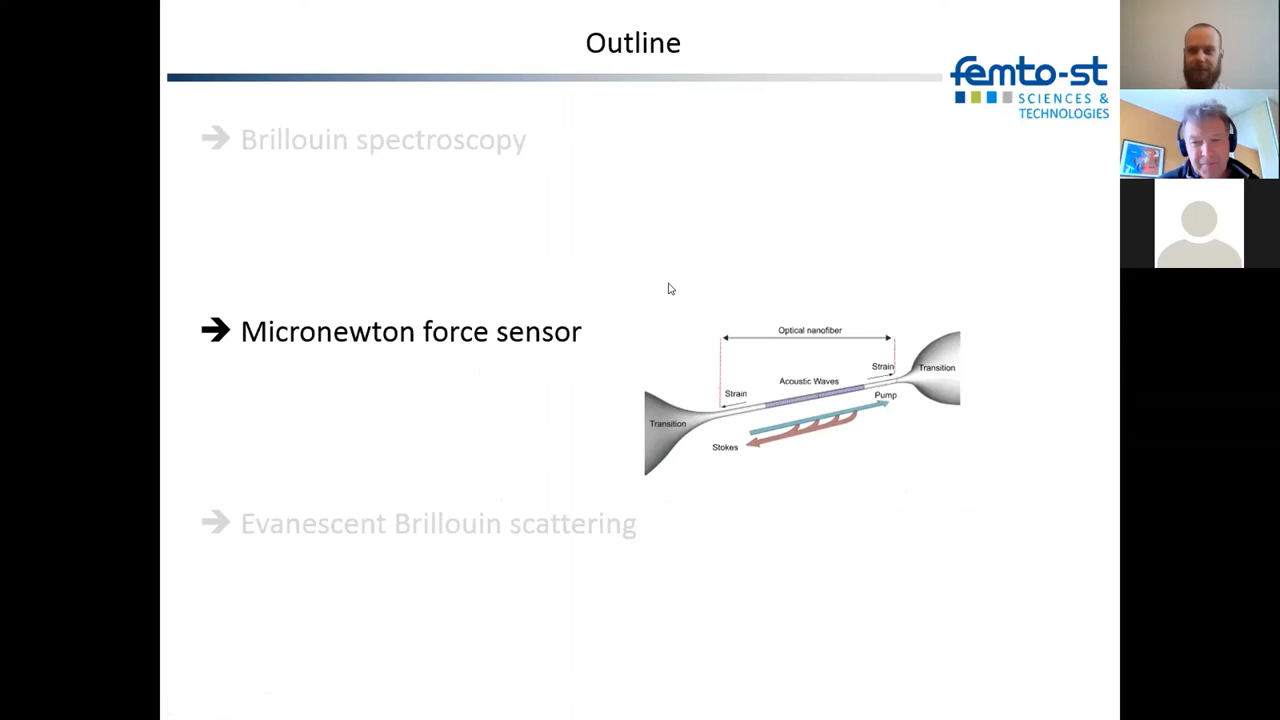 Outline
femto-st
SCIENCES &
TECHNOLOGIES
➔ Brillouin spectroscopy
➔ Micronewton force sensor
Optical nanofiber
Strain
Transition
Acoustic Waves
Strain
Pump
Transition
Stokes
➔ Evanescent Brillouin scattering